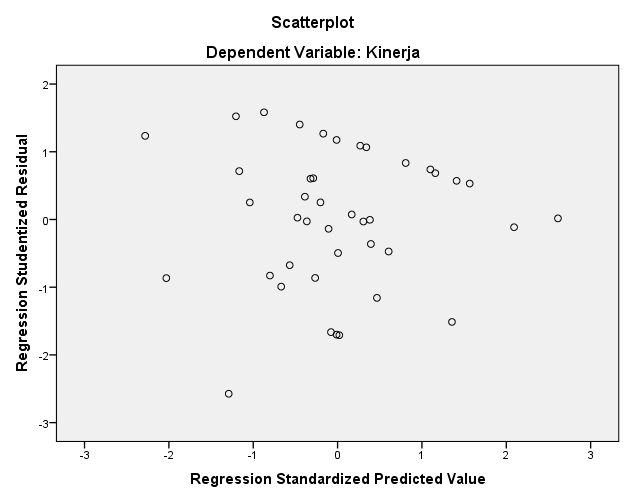 Scatterplot
Dependent Variable: Kinerja
Regression Studentized Residual
2
1
0
-1
-2
-3
-3 -2 -1 0 1 2 3
Regression Standardized Predicted Value